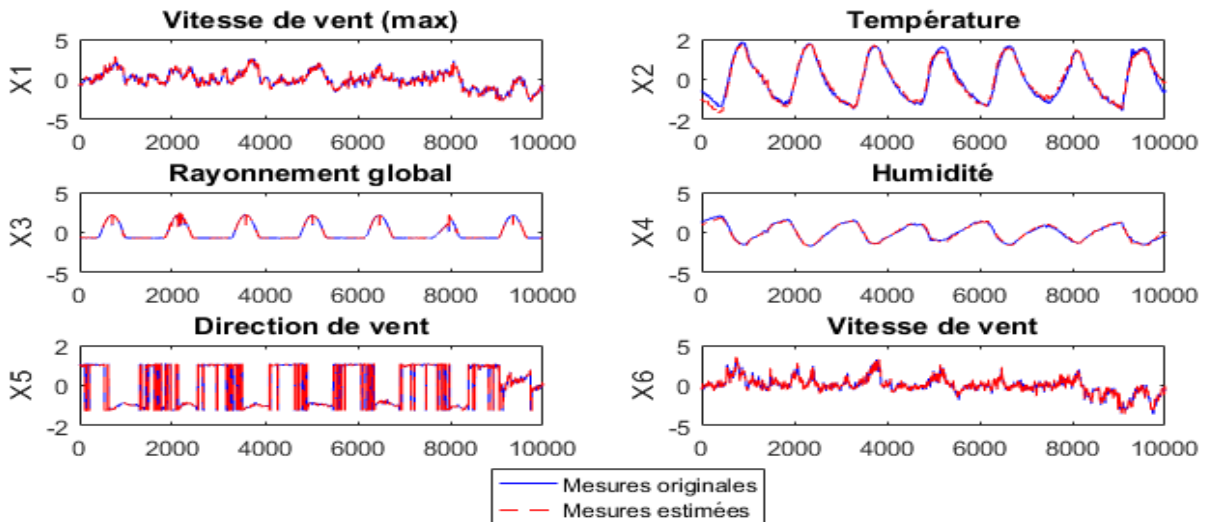 Vitesse de vent (max)
X1
5
0
-5
0 2000 4000 6000 8000 10000
Température
X2
2
0
-2
0 2000 4000 6000 8000 10000
Rayonnement global
X3
5
0
-5
0 2000 4000 6000 8000 10000
Humidité
X4
5
0
-5
0 2000 4000 6000 8000 10000
Direction de vent
X5
2
0
-2
0 2000 4000 6000 8000 10000
Vitesse de vent
X6
5
0
-5
0 2000 4000 6000 8000 10000
Mesures originales
Mesures estimées